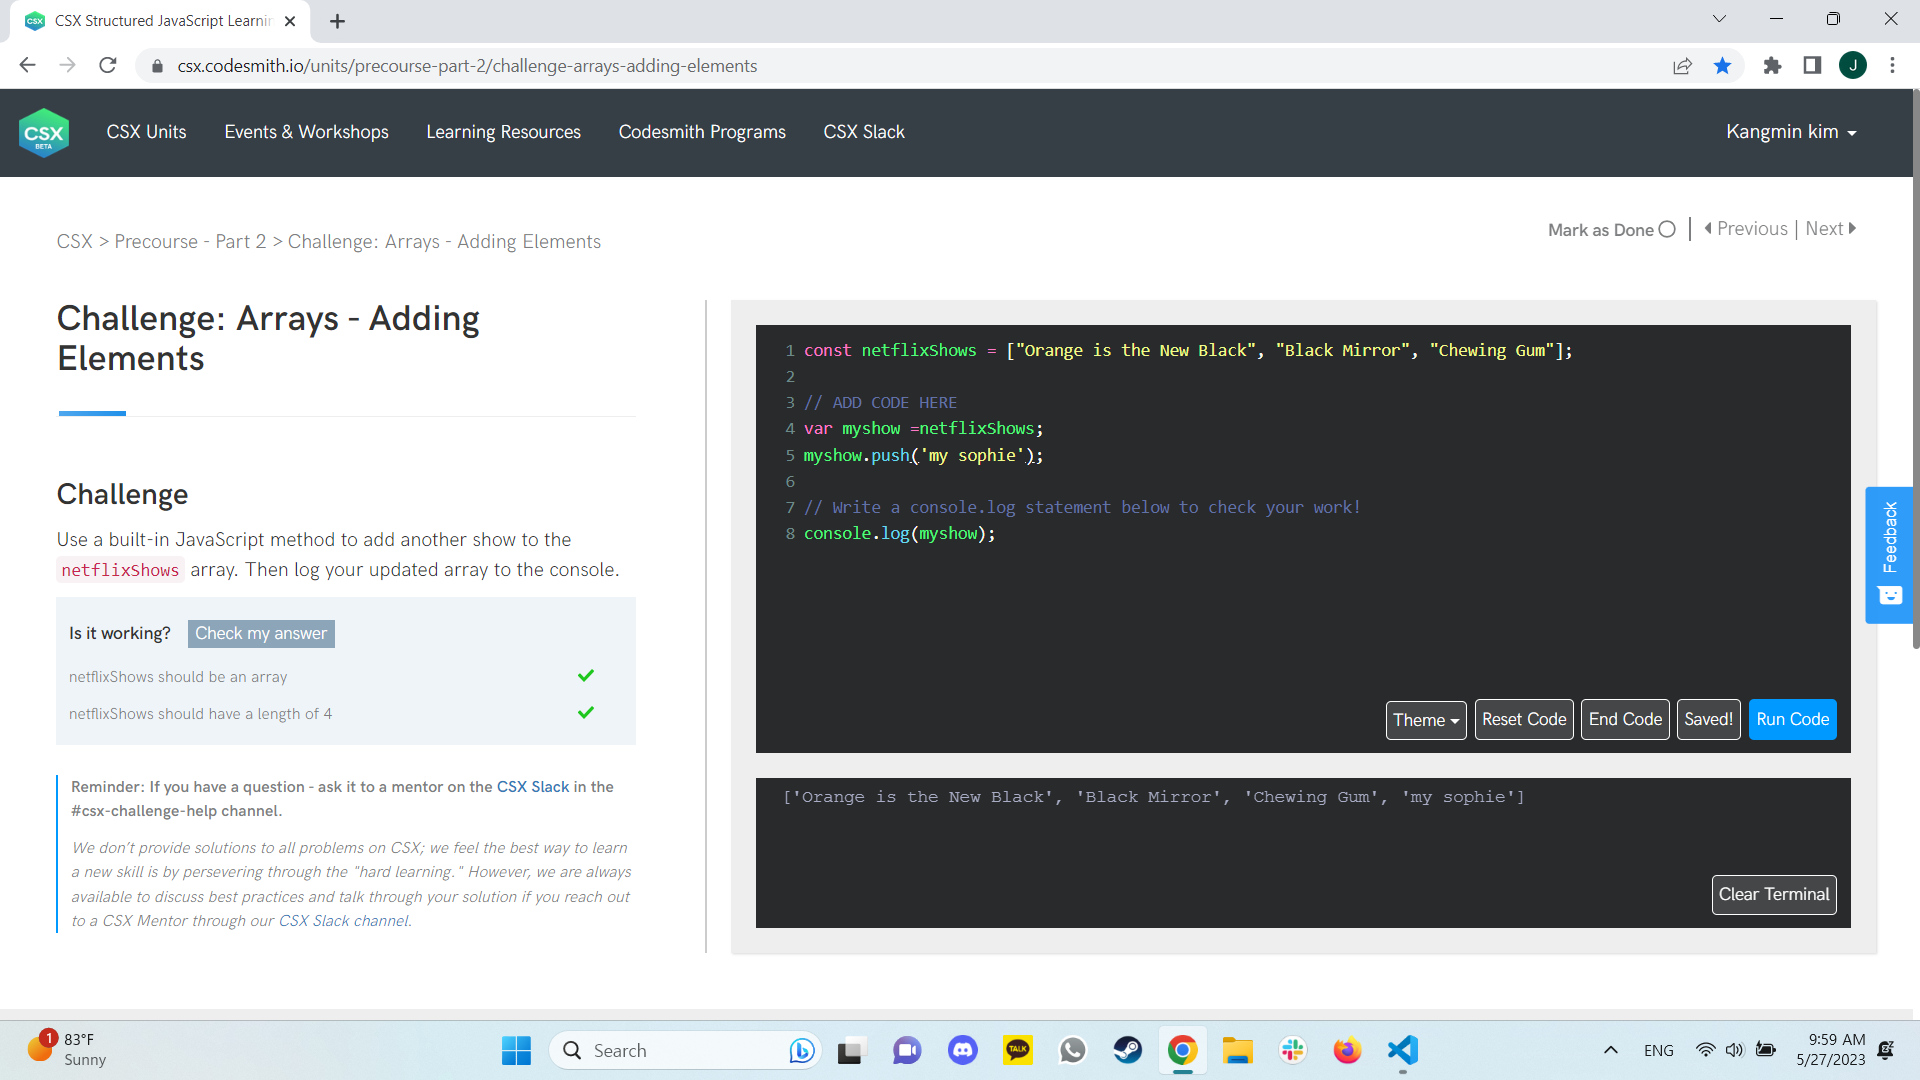 CSX Structured JavaScript Learnin
csx.codesmith.io/units/precourse-part-2/challenge-arrays-adding-elements
J
CSX
BETA
CSX Units
Events & Workshops
Learning Resources
Codesmith Programs
CSX Slack
Kangmin kim
CSX > Precourse - Part 2 > Challenge: Arrays - Adding Elements
Mark as Done
Previous | Next
Challenge: Arrays - Adding
Elements
Challenge
Use a built-in JavaScript method to add another show to the
netflixShows array. Then log your updated array to the console.
Is it working?
Check my answer
netflixShows should be an array
netflixShows should have a length of 4
Reminder: If you have a question - ask it to a mentor on the CSX Slack in the
#csx-challenge-help channel.
We don't provide solutions to all problems on CSX; we feel the best way to learn
a new skill is by persevering through the "hard learning." However, we are always
available to discuss best practices and talk through your solution if you reach out
to a CSX Mentor through our CSX Slack channel.
1 const netflixShows = ["Orange is the New Black", "Black Mirror", "Chewing Gum"];
2
3 // ADD CODE HERE
4 var myshow =netflixShows;
5 myshow.push('my sophie');
6
7 // Write a console.log statement below to check your work!
8 console.log(myshow);
Theme
Reset Code
End Code
Saved!
Run Code
['Orange is the New Black', 'Black Mirror', 'Chewing Gum', 'my sophie']
Clear Terminal
Feedback
1
83°F
Sunny
Search
TALK
ENG
9:59 AM
5/27/2023